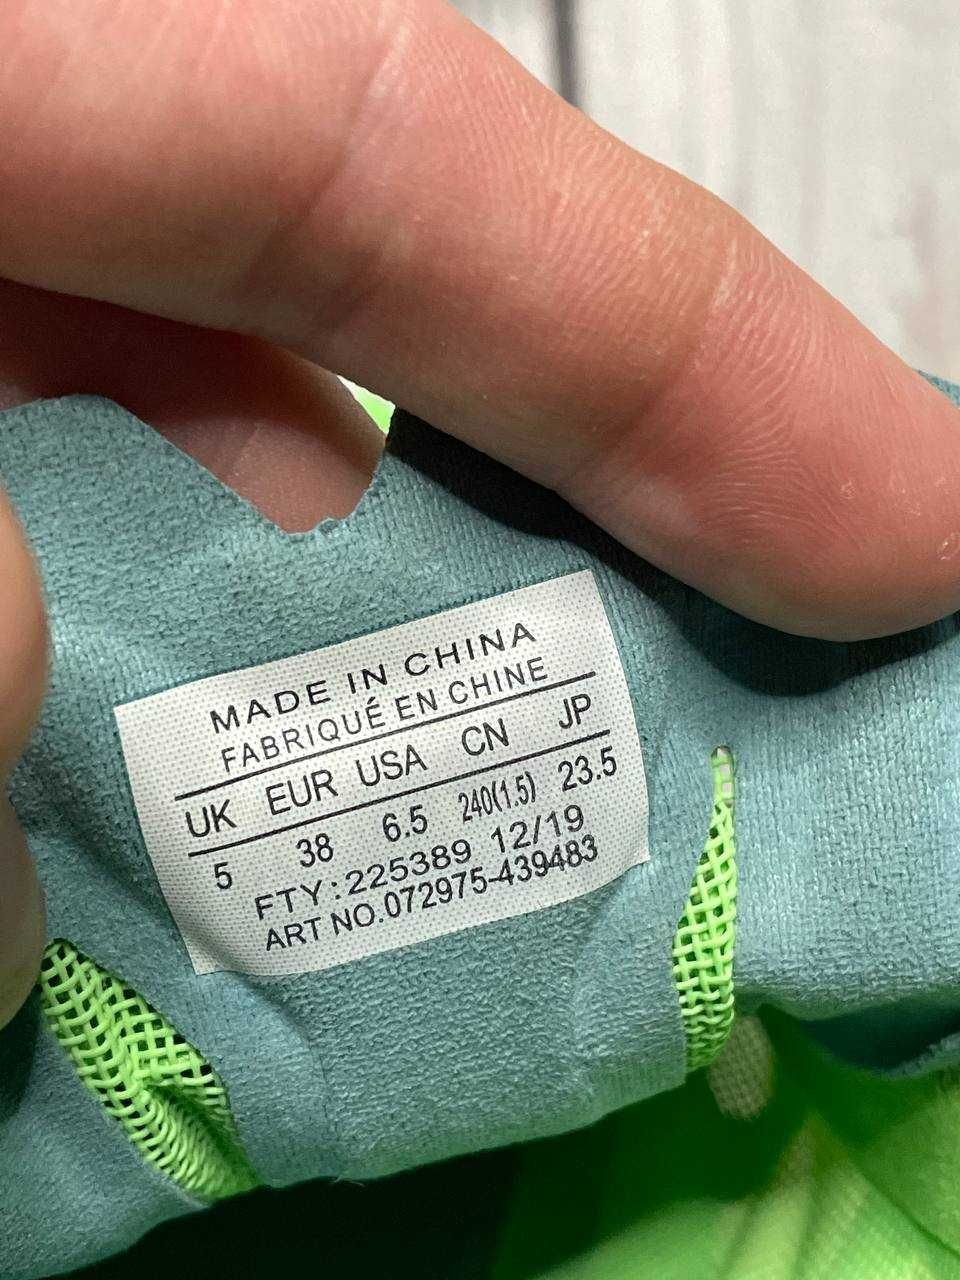 MADE IN CHINA
FABRIQUÉ EN CHINE
UK EUR USA CN JP
5 38 6.5 240(1.5) 23.5
FTY:225389 12/19
ART NO.072975-439483